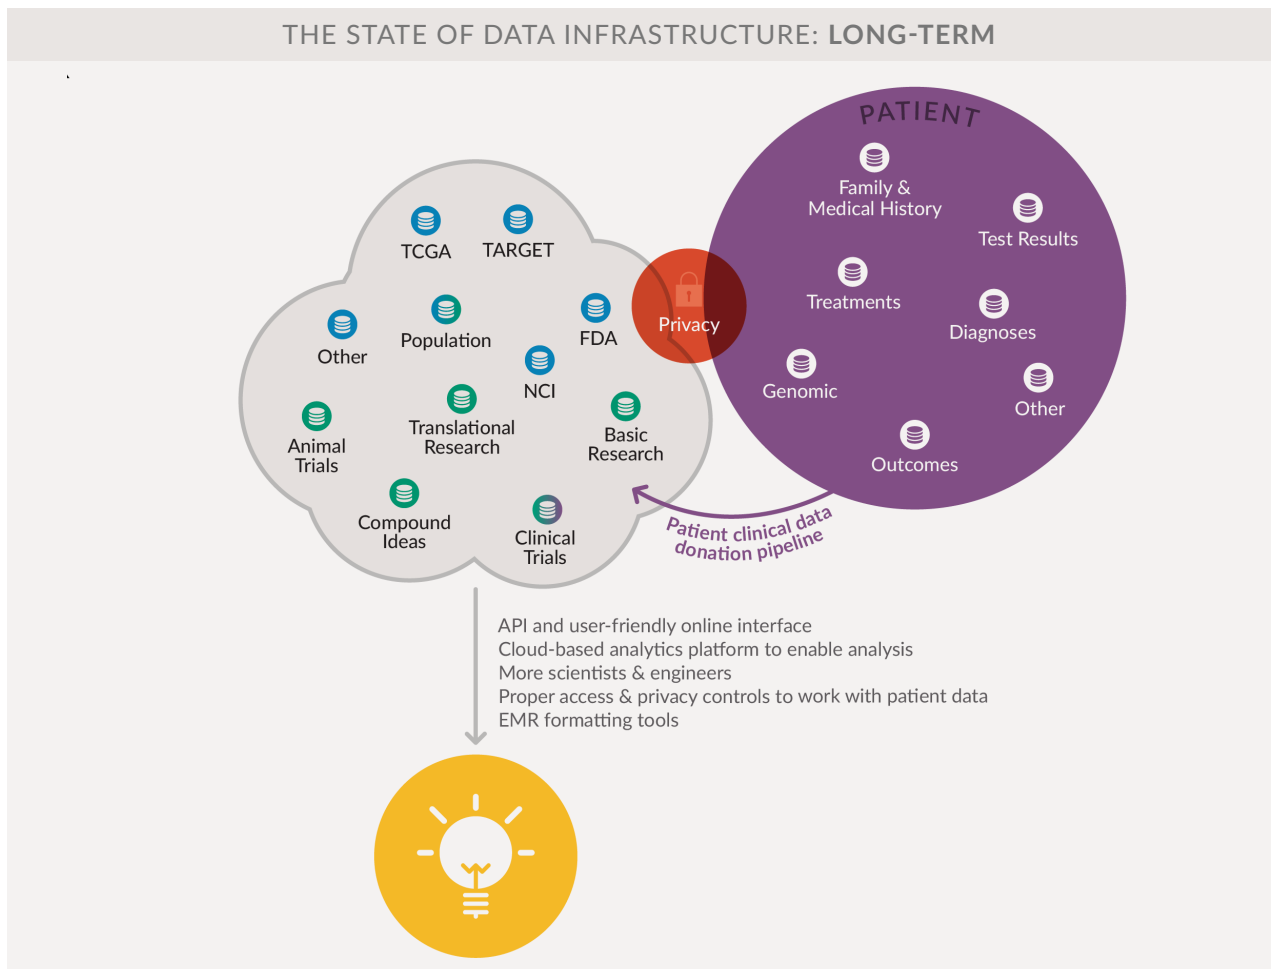 THE STATE OF DATA INFRASTRUCTURE: LONG-TERM
PATIENT
Family &
Medical History
Test Results
Treatments
Diagnoses
Genomic
Other
Outcomes
Privacy
TCGA
TARGET
Other
Population
FDA
NCI
Animal
Trials
Translational
Research
Basic
Research
Compound
Ideas
Clinical
Trials
Patient clinical data
donation pipeline
API and user-friendly online interface
Cloud-based analytics platform to enable analysis
More scientists & engineers
Proper access & privacy controls to work with patient data
EMR formatting tools